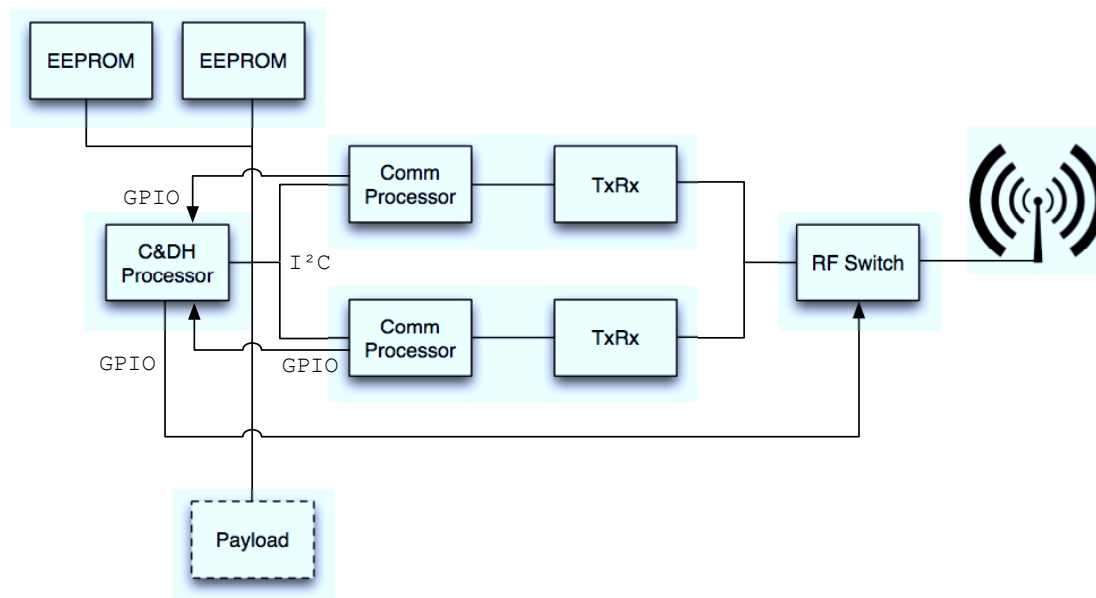 EEPROM
EEPROM
Comm
Processor
TxRx
GPIO
C&DH
Processor
I²C
RF Switch
Comm
Processor
TxRx
GPIO
GPIO
Payload